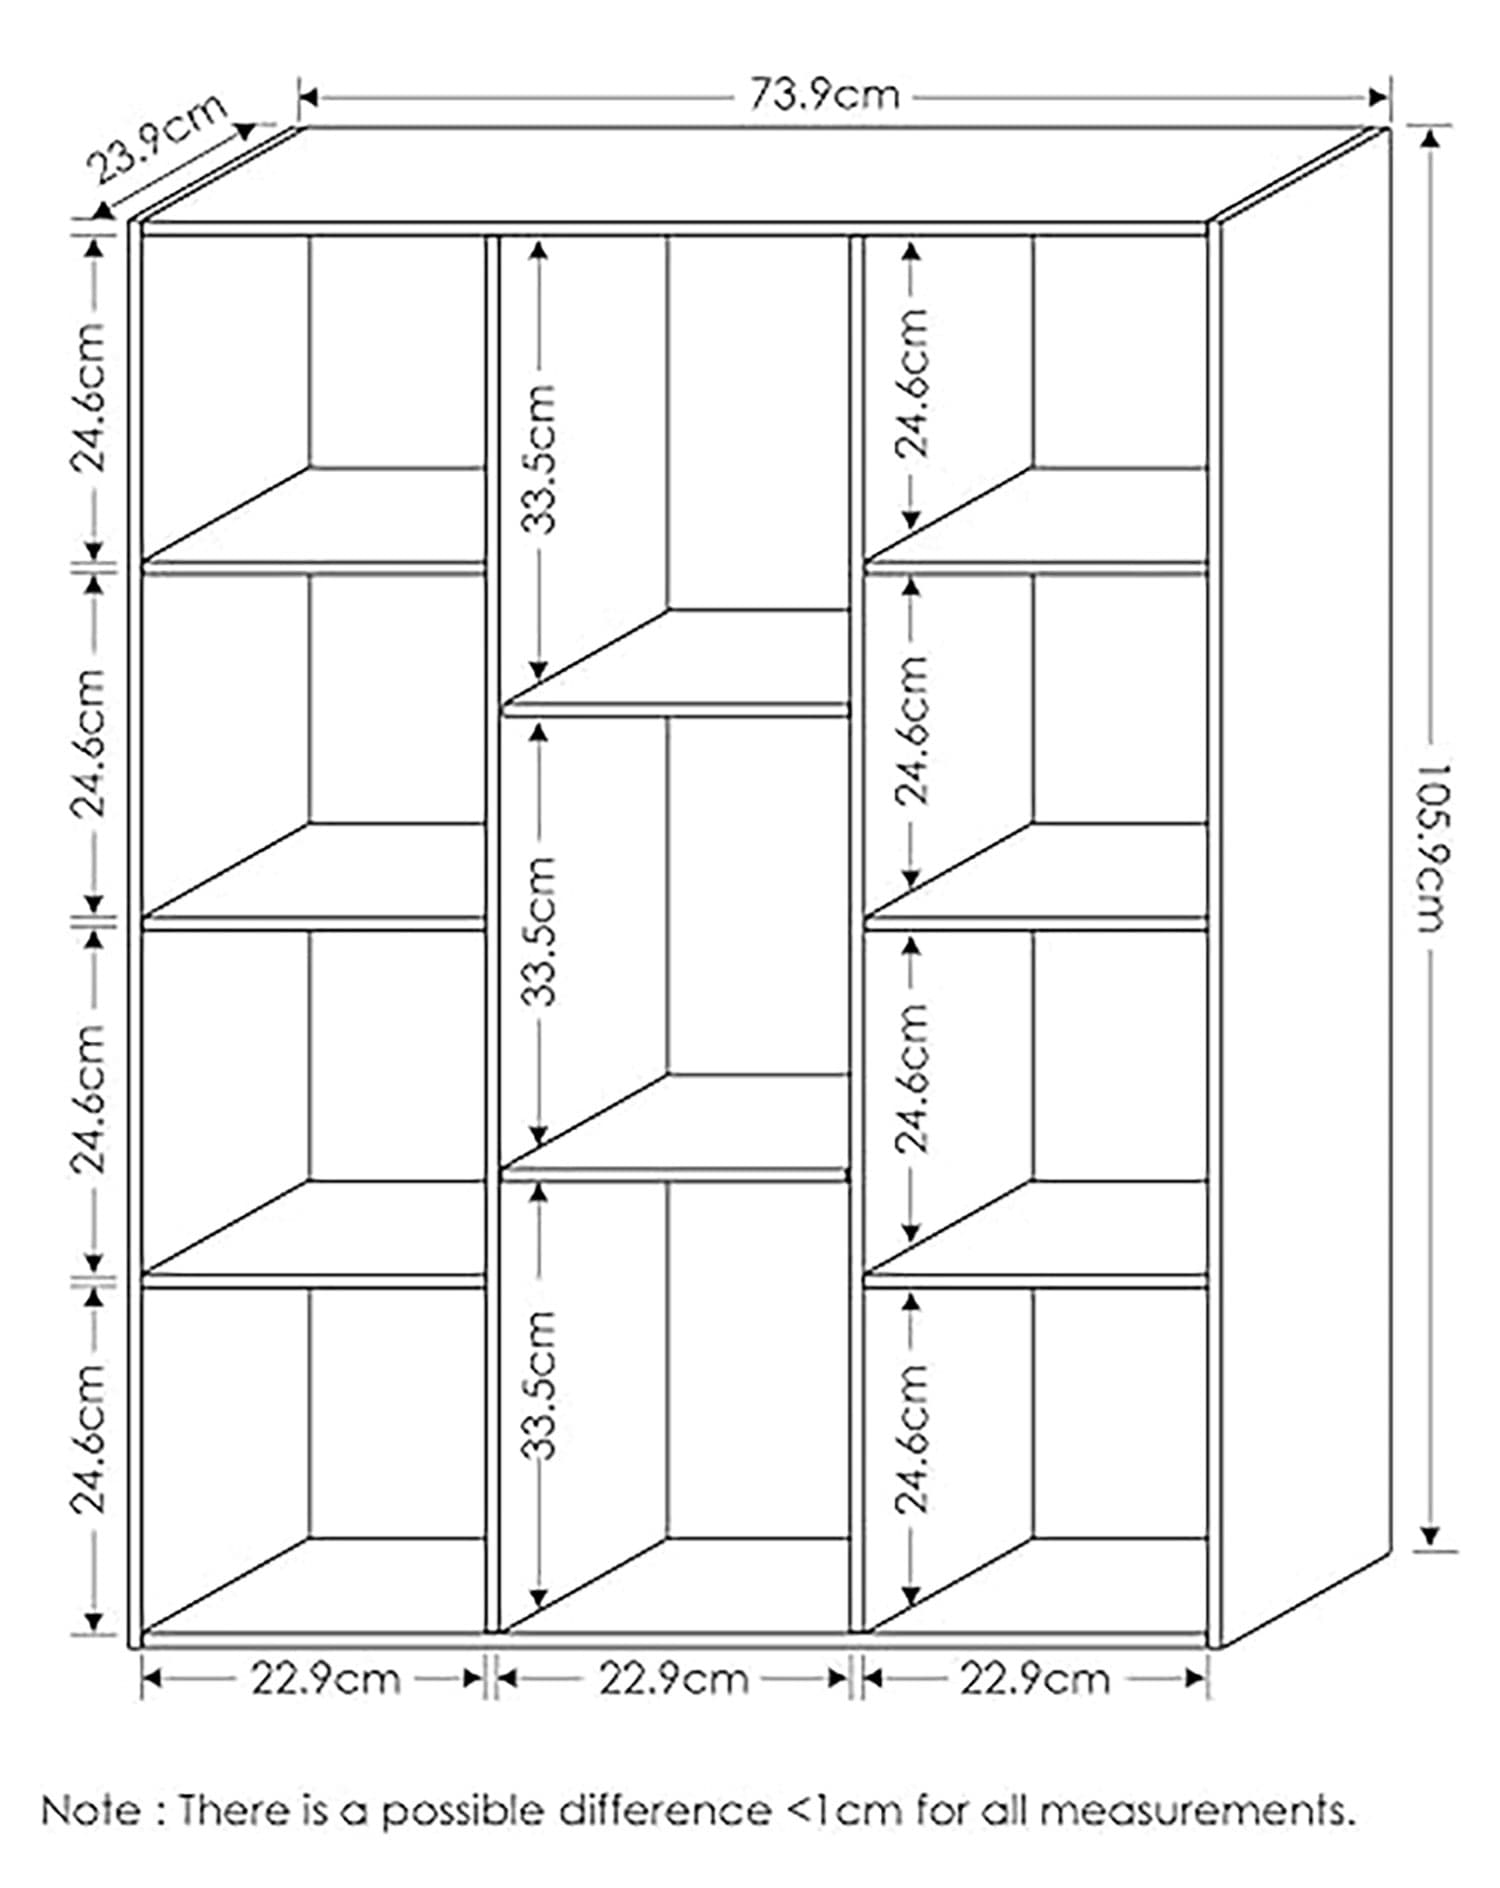 73.9cm
23.9cm
24.6cm
33.5cm
24.6cm
24.6cm
24.6cm
105.9cm
33.5cm
24.6cm
24.6cm
33.5cm
24.6cm
24.6cm
22.9cm
22.9cm
22.9cm
Note : There is a possible difference <1cm for all measurements.